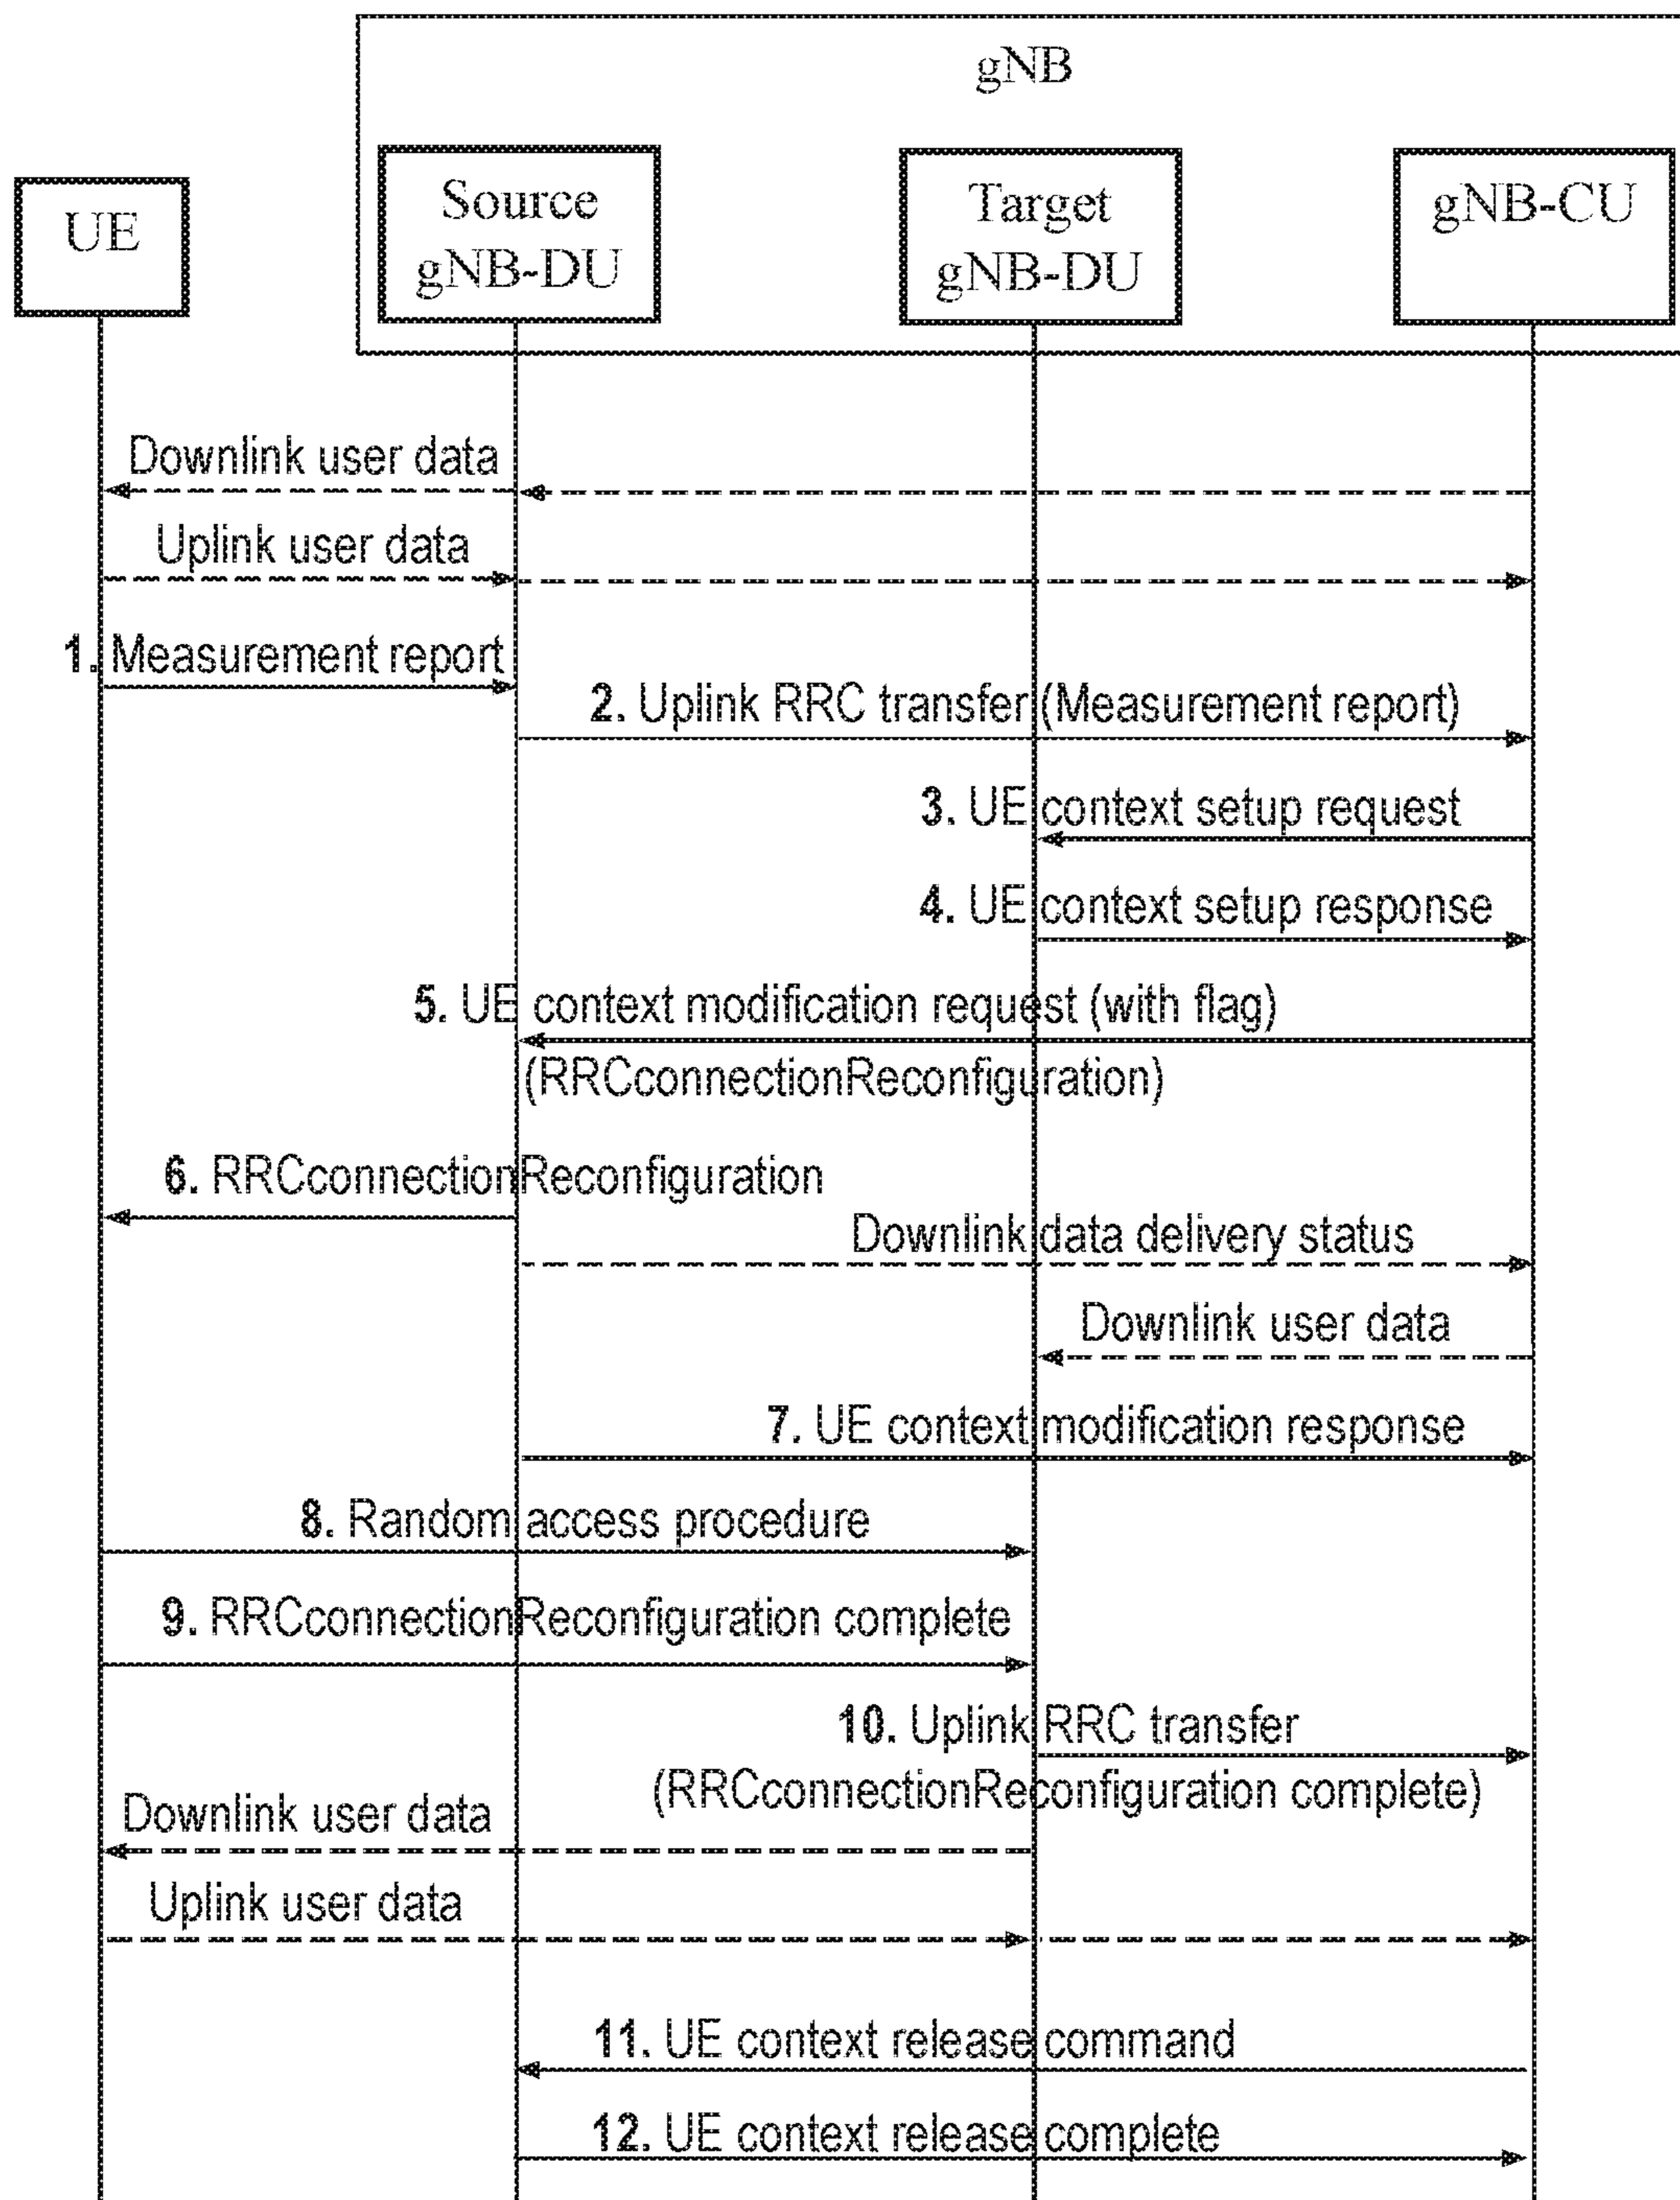 gNB
UE
Source
gNB-DU
Target
gNB-DU
gNB-CU
Downlink user data
Uplink user data
1. Measurement report
2. Uplink RRC transfer (Measurement report)
3. UE context setup request
4. UE context setup response
5. UE context modification request (with flag)
(RRCconnectionReconfiguration)
6. RRCconnectionReconfiguration
Downlink data delivery status
Downlink user data
7. UE context modification response
8. Random access procedure
9. RRCconnectionReconfiguration complete
10. Uplink RRC transfer
(RRCconnectionReconfiguration complete)
Downlink user data
Uplink user data
11. UE context release command
12. UE context release complete